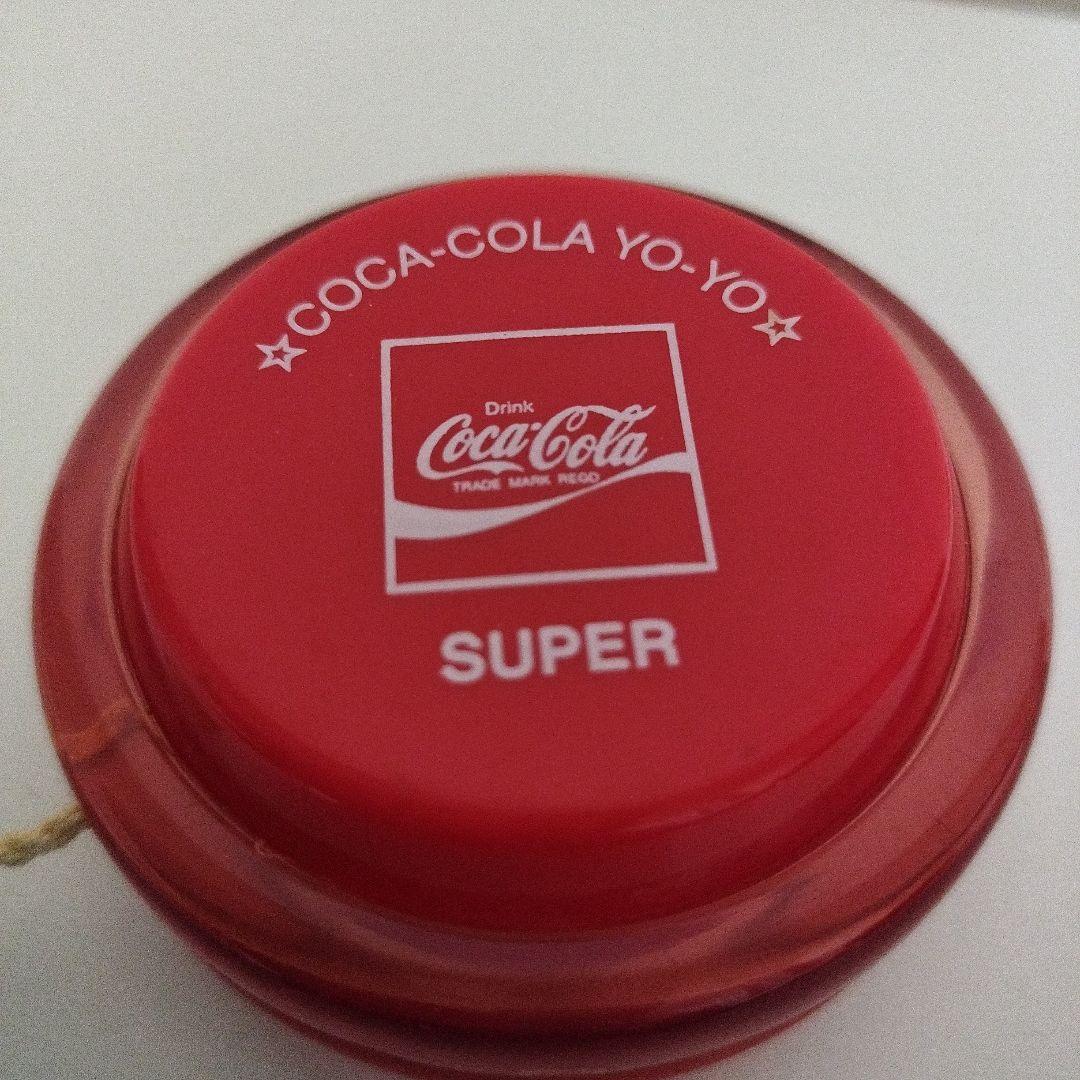 ☆COCA-COLA YO-YO☆
Drink
Coca-Cola
TRADE MARK REGD
SUPER